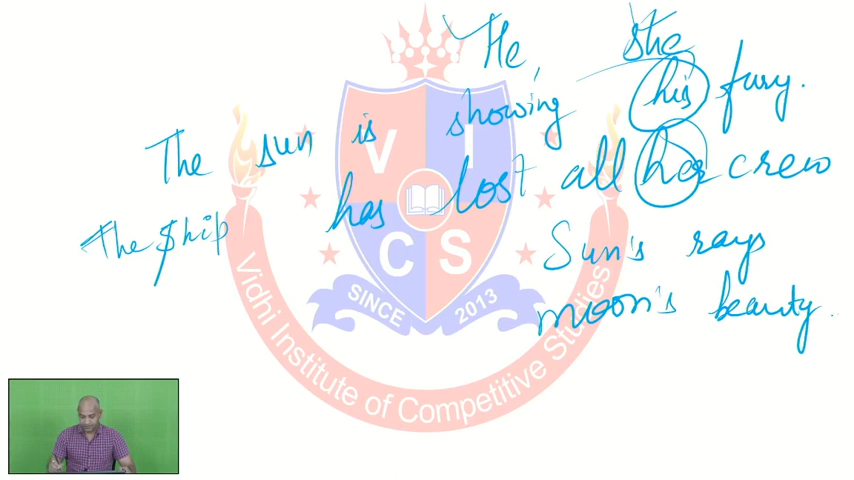 He, she
The sun is showing his fury.
The ship has lost all her crew
Sun's rays
moon's beauty.
V I
C S
SINCE 2013
Vidhi Institute of Competitive Studies